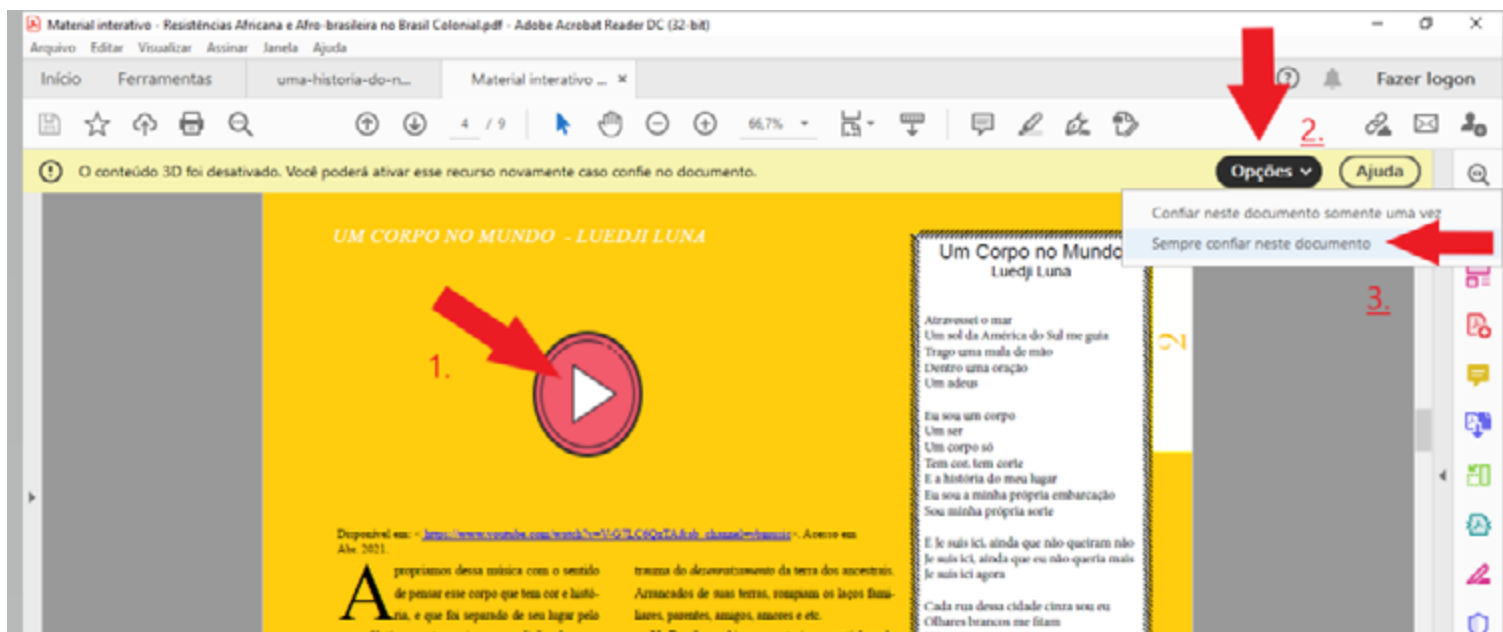 Material interativo - Resistências Africana e Afro-brasileira no Brasil Colonial.pdf - Adobe Acrobat Reader DC (32-bit)
Arquivo Editar Visualizar Assinar Janela Ajuda
Início Ferramentas uma-historia-do-n... Material interativo ... × Fazer logon
4 / 9 66,7%
2.
O conteúdo 3D foi desativado. Você poderá ativar esse recurso novamente caso confie no documento. Opções Ajuda
Confiar neste documento somente uma vez
Sempre confiar neste documento
3.
UM CORPO NO MUNDO - LUEDJI LUNA
1.
Disponível em: < Acesso em
Abr. 2021.
Apropriamos dessa música com o sentido
de pensar esse corpo que tem cor e histó-
ria, e que foi separado de seu lugar pelo
trauma do desenraizamento da terra dos ancestrais.
Arrancados de suas terras, rompiam os laços fami-
liares, parentes, amigos, amores e etc.
Um Corpo no Mundo
Luedji Luna
Atravessei o mar
Um sol da América do Sul me guia
Trago uma mala de mão
Dentro uma oração
Um adeus
Eu sou um corpo
Um ser
Um corpo só
Tem cor, tem corte
E a história do meu lugar
Eu sou a minha própria embarcação
Sou minha própria sorte
E Je suis ici, ainda que não queiram não
Je suis ici, ainda que eu não queria mais
Je suis ici agora
Cada rua dessa cidade cinza sou eu
Olhares brancos me fitam
2